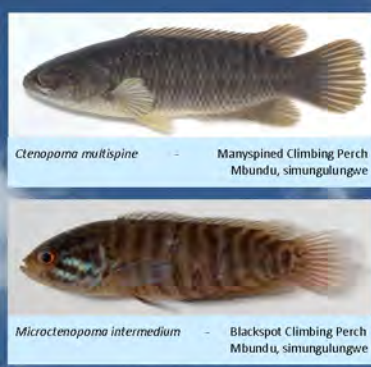 Ctenopoma multispine - Manyspined Climbing Perch
Mbundu, simungulungwe
Microctenopoma intermedium - Blackspot Climbing Perch
Mbundu, simungulungwe